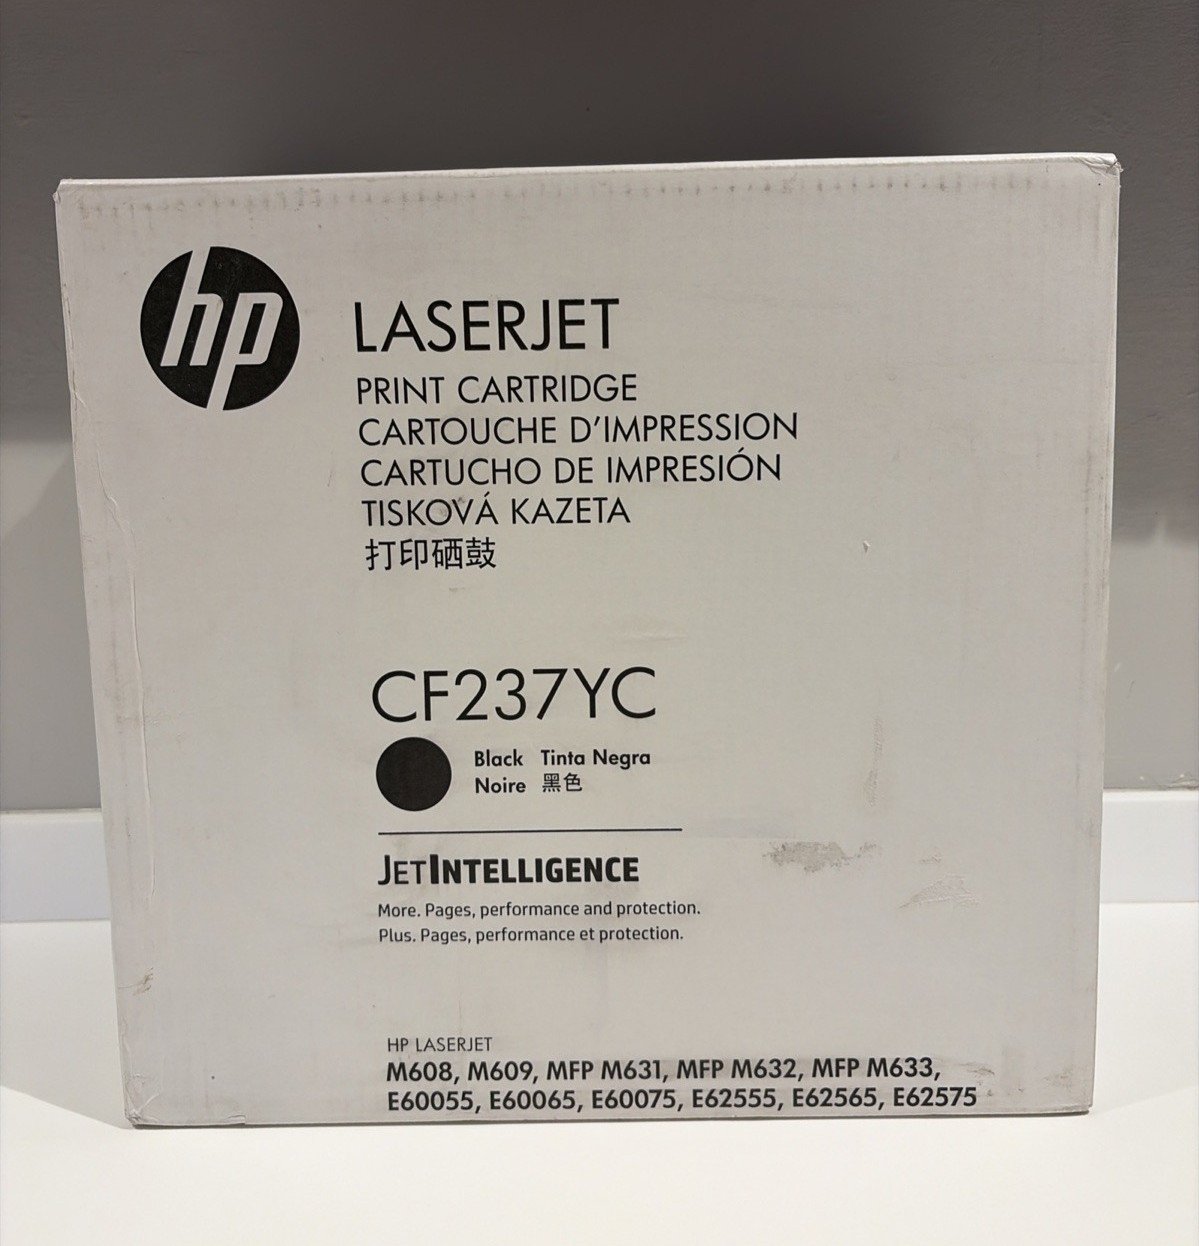 hp
LASERJET
PRINT CARTRIDGE
CARTOUCHE D'IMPRESSION
CARTUCHO DE IMPRESIÓN
TISKOVÁ KAZETA
打印硒鼓
CF237YC
Black Tinta Negra
Noire 黑色
JETINTELLIGENCE
More. Pages, performance and protection.
Plus. Pages, performance et protection.
HP LASERJET
M608, M609, MFP M631, MFP M632, MFP M633,
E60055, E60065, E60075, E62555, E62565, E62575